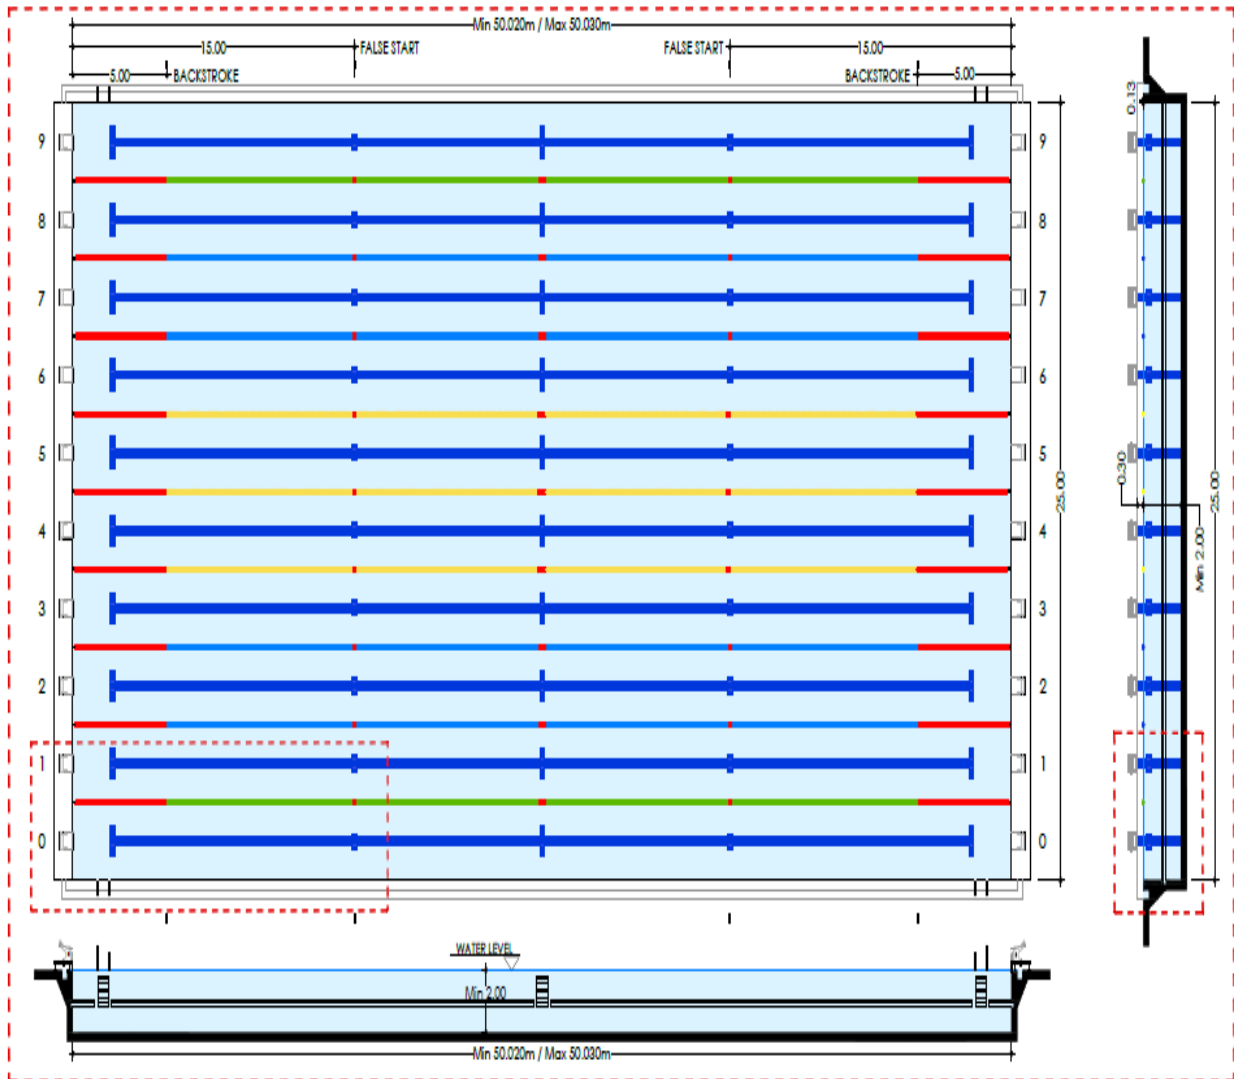 Min 50.020m / Max 50.030m
15.00 FALSE START FALSE START 15.00
5.00 BACKSTROKE BACKSTROKE 5.00
0.13
9 9
8 8
7 7
6 6
5 5
0.30
25.00 25.00
4 4
Min 2.00
3 3
2 2
1 1
0 0
WATER LEVEL
Min 2.00
Min 50.020m / Max 50.030m